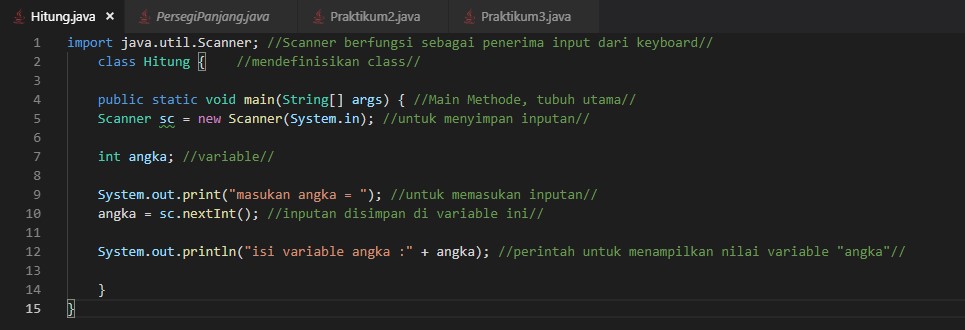 Hitung.java × PersegiPanjang.java Praktikum2.java Praktikum3.java
1 import java.util.Scanner; //Scanner berfungsi sebagai penerima input dari keyboard//
2 class Hitung { //mendefinisikan class//
3
4 public static void main(String[] args) { //Main Methode, tubuh utama//
5 Scanner sc = new Scanner(System.in); //untuk menyimpan inputan//
6
7 int angka; //variable//
8
9 System.out.print("masukan angka = "); //untuk memasukan inputan//
10 angka = sc.nextInt(); //inputan disimpan di variable ini//
11
12 System.out.println("isi variable angka :" + angka); //perintah untuk menampilkan nilai variable "angka"//
13
14 }
15 }